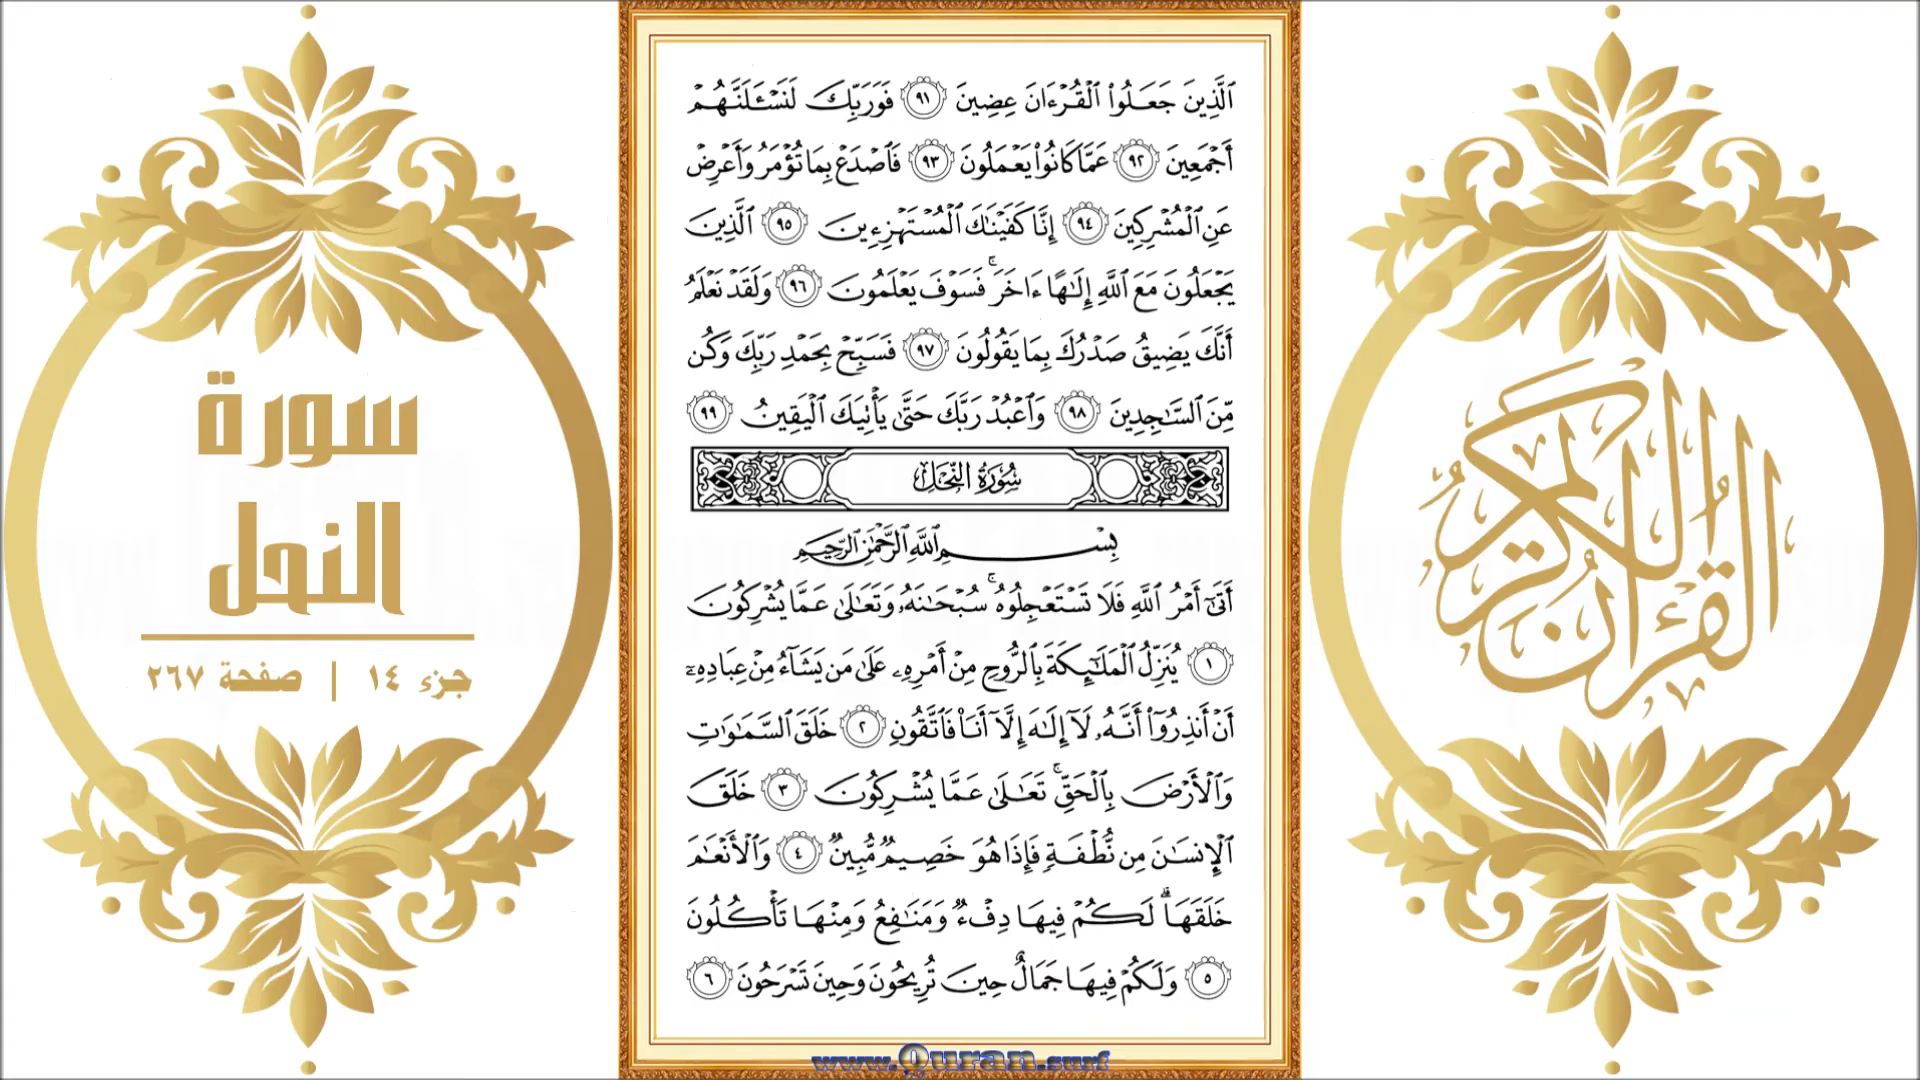 ٱلَّذِينَ جَعَلُوا۟ ٱلْقُرْءَانَ عِضِينَ ٩١ فَوَرَبِّكَ لَنَسْـَٔلَنَّهُمْ
أَجْمَعِينَ ٩٢ عَمَّا كَانُوا۟ يَعْمَلُونَ ٩٣ فَٱصْدَعْ بِمَا تُؤْمَرُ وَأَعْرِضْ
عَنِ ٱلْمُشْرِكِينَ ٩٤ إِنَّا كَفَيْنَٰكَ ٱلْمُسْتَهْزِءِينَ ٩٥ ٱلَّذِينَ
يَجْعَلُونَ مَعَ ٱللَّهِ إِلَٰهًا ءَاخَرَ ۚ فَسَوْفَ يَعْلَمُونَ ٩٦ وَلَقَدْ نَعْلَمُ
أَنَّكَ يَضِيقُ صَدْرُكَ بِمَا يَقُولُونَ ٩٧ فَسَبِّحْ بِحَمْدِ رَبِّكَ وَكُن
مِّنَ ٱلسَّٰجِدِينَ ٩٨ وَٱعْبُدْ رَبَّكَ حَتَّىٰ يَأْتِيَكَ ٱلْيَقِينُ ٩٩
سُورَةُ النَّحْلِ
بِسْمِ ٱللَّهِ ٱلرَّحْمَٰنِ ٱلرَّحِيمِ
أَتَىٰٓ أَمْرُ ٱللَّهِ فَلَا تَسْتَعْجِلُوهُ ۚ سُبْحَٰنَهُۥ وَتَعَٰلَىٰ عَمَّا يُشْرِكُونَ
١ يُنَزِّلُ ٱلْمَلَٰٓئِكَةَ بِٱلرُّوحِ مِنْ أَمْرِهِۦ عَلَىٰ مَن يَشَآءُ مِنْ عِبَادِهِۦٓ
أَنْ أَنذِرُوٓا۟ أَنَّهُۥ لَآ إِلَٰهَ إِلَّآ أَنَا۠ فَٱتَّقُونِ ٢ خَلَقَ ٱلسَّمَٰوَٰتِ
وَٱلْأَرْضَ بِٱلْحَقِّ ۚ تَعَٰلَىٰ عَمَّا يُشْرِكُونَ ٣ خَلَقَ
ٱلْإِنسَٰنَ مِن نُّطْفَةٍ فَإِذَا هُوَ خَصِيمٌ مُّبِينٌ ٤ وَٱلْأَنْعَٰمَ
خَلَقَهَا ۗ لَكُمْ فِيهَا دِفْءٌ وَمَنَٰفِعُ وَمِنْهَا تَأْكُلُونَ
٥ وَلَكُمْ فِيهَا جَمَالٌ حِينَ تُرِيحُونَ وَحِينَ تَسْرَحُونَ ٦
www.Quran.surf
سورة
النحل
جزء ١٤ | صفحة ٢٦٧
القرآن الكريم